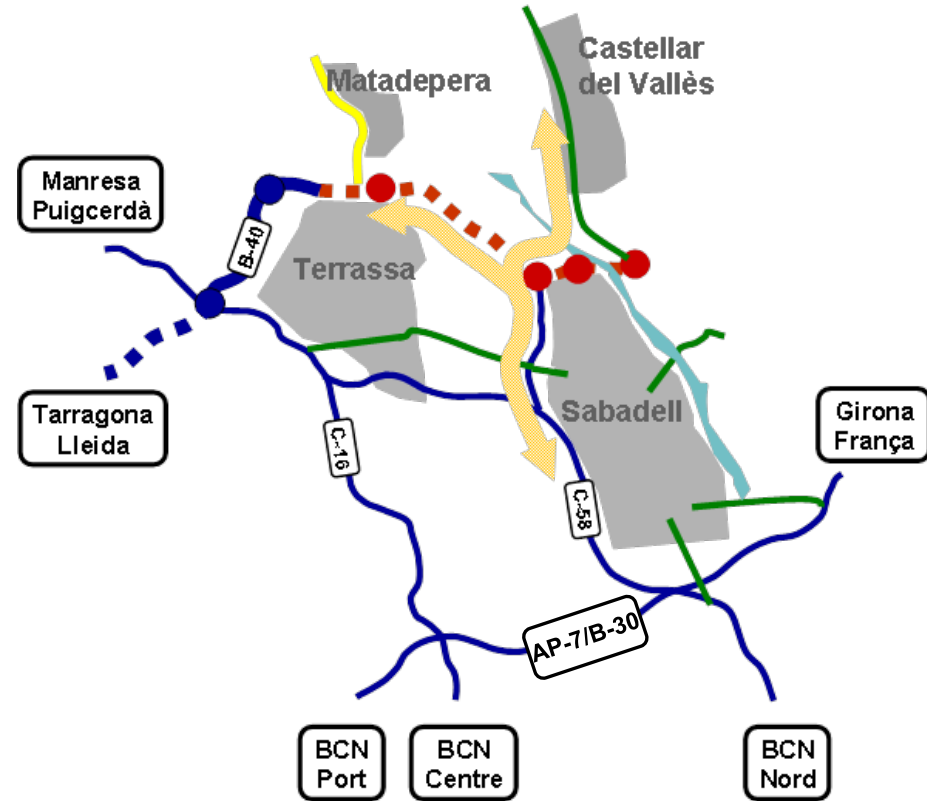 Castellar
del Vallès
Matadepera
Manresa
Puigcerdà
B-40
Terrassa
Tarragona
Lleida
Sabadell
Girona
França
C-16
C-58
AP-7/B-30
BCN
Port
BCN
Centre
BCN
Nord